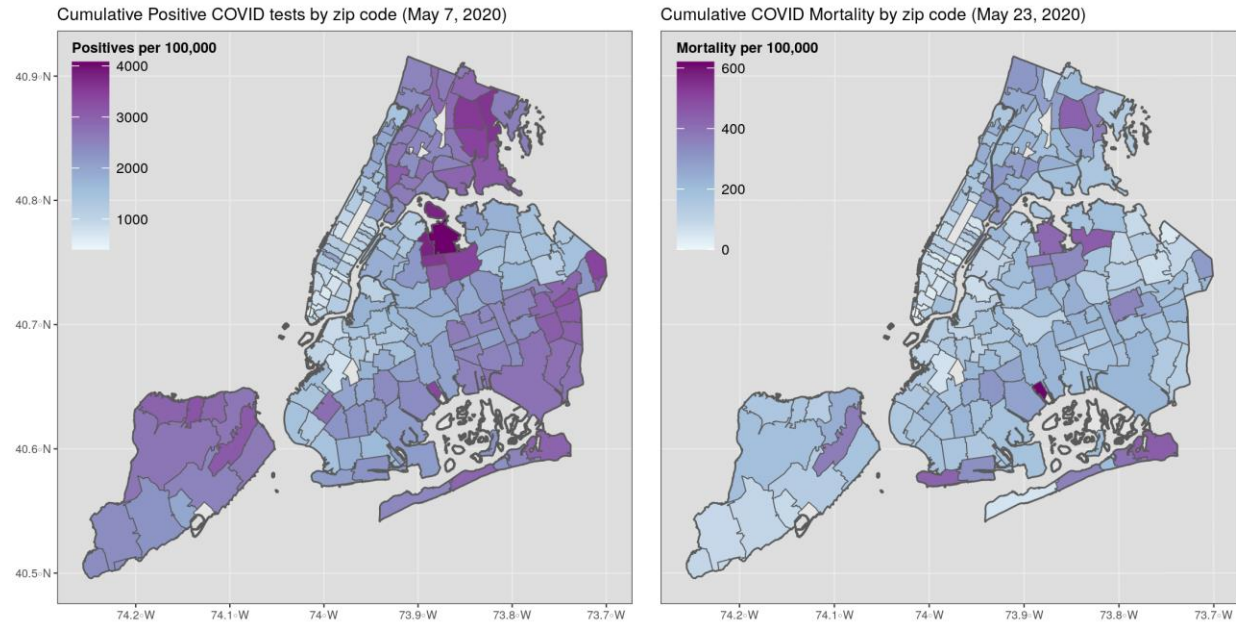 Cumulative Positive COVID tests by zip code (May 7, 2020)
Positives per 100,000
4000
3000
2000
1000
40.9°N
40.8°N
40.7°N
40.6°N
40.5°N
74.2°W 74.1°W 74°W 73.9°W 73.8°W 73.7°W
Cumulative COVID Mortality by zip code (May 23, 2020)
Mortality per 100,000
600
400
200
0
74.2°W 74.1°W 74°W 73.9°W 73.8°W 73.7°W